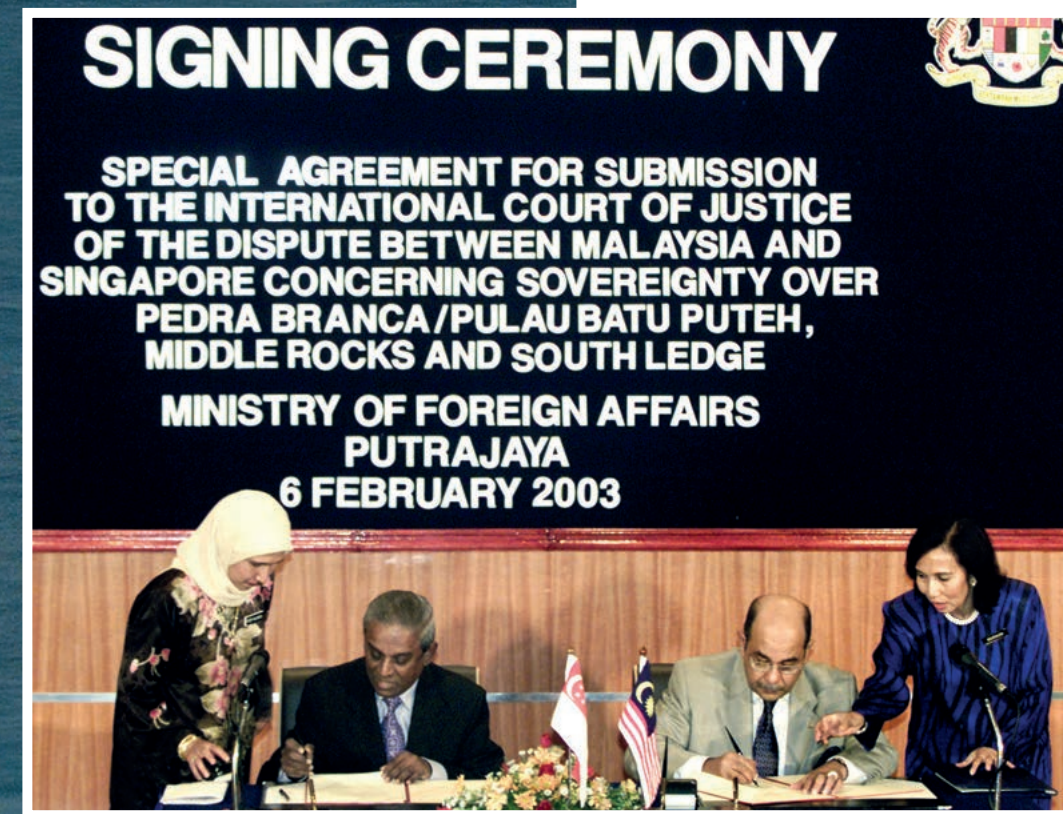 SIGNING CEREMONY
SPECIAL AGREEMENT FOR SUBMISSION
TO THE INTERNATIONAL COURT OF JUSTICE
OF THE DISPUTE BETWEEN MALAYSIA AND
SINGAPORE CONCERNING SOVEREIGNTY OVER
PEDRA BRANCA/PULAU BATU PUTEH,
MIDDLE ROCKS AND SOUTH LEDGE
MINISTRY OF FOREIGN AFFAIRS
PUTRAJAYA
6 FEBRUARY 2003